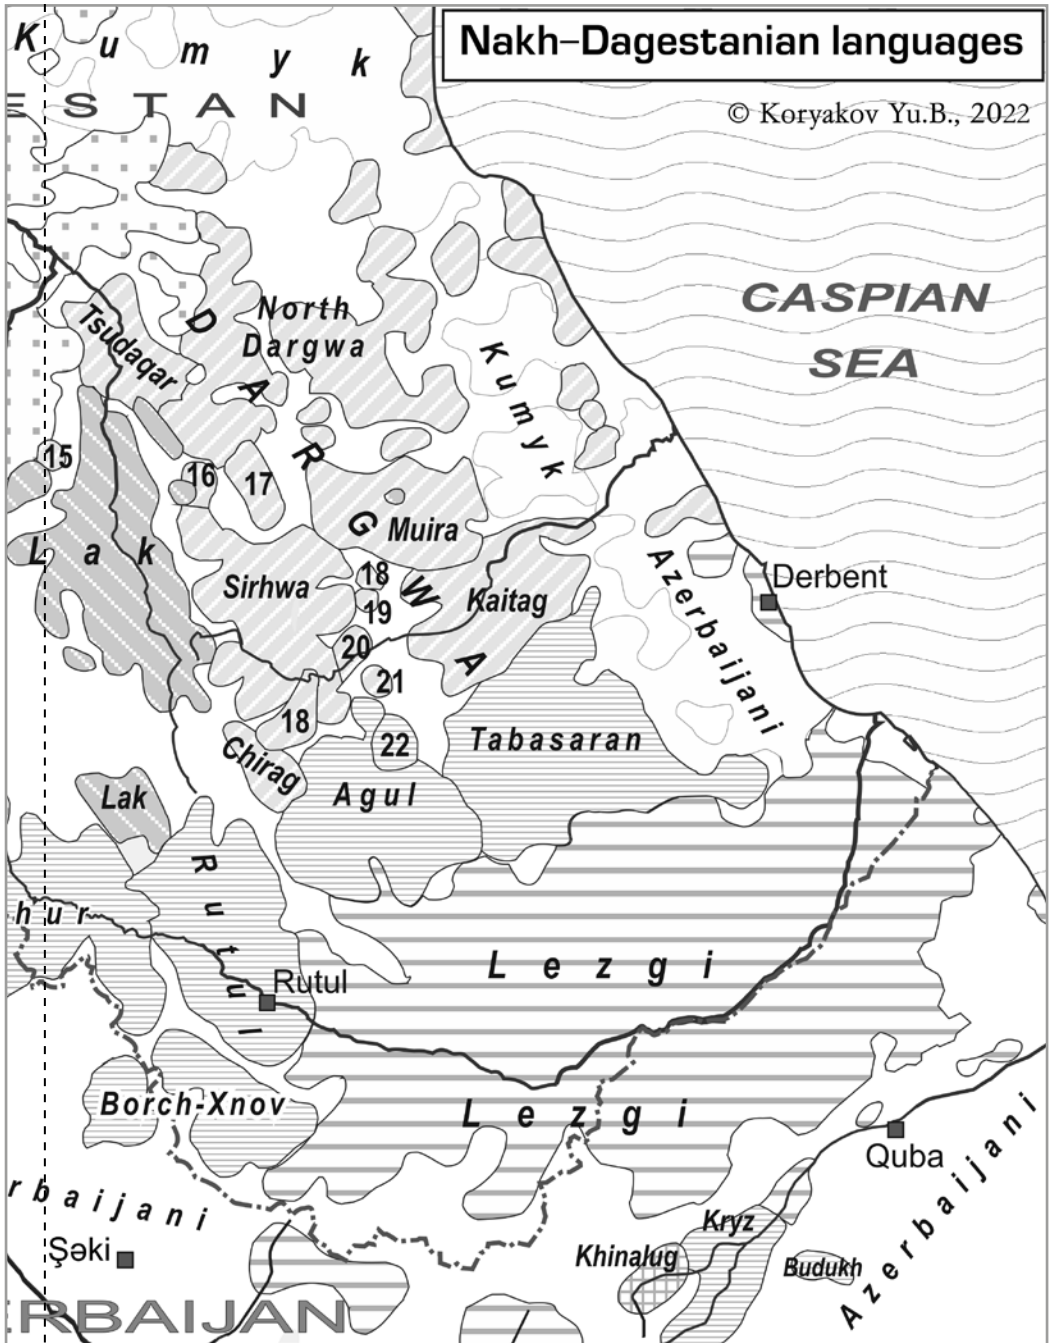 Nakh–Dagestanian languages
© Koryakov Yu.B., 2022
Kumyk
ESTAN
CASPIAN
SEA
North
Dargwa
Tsudaqar
DARGWA
Kumyk
15
16
17
Muira
Lak
18
Sirhwa
19
Kaitag
20
21
Azerbaijani
Derbent
18
22
Chirag
Tabasaran
Agul
Lak
Rutul
hur
Lezgi
Rutul
Borch-Xnov
Lezgi
Quba
rbaijani
Şəki
Kryz
Khinalug
Budukh
Azerbaijani
ERBAIJAN